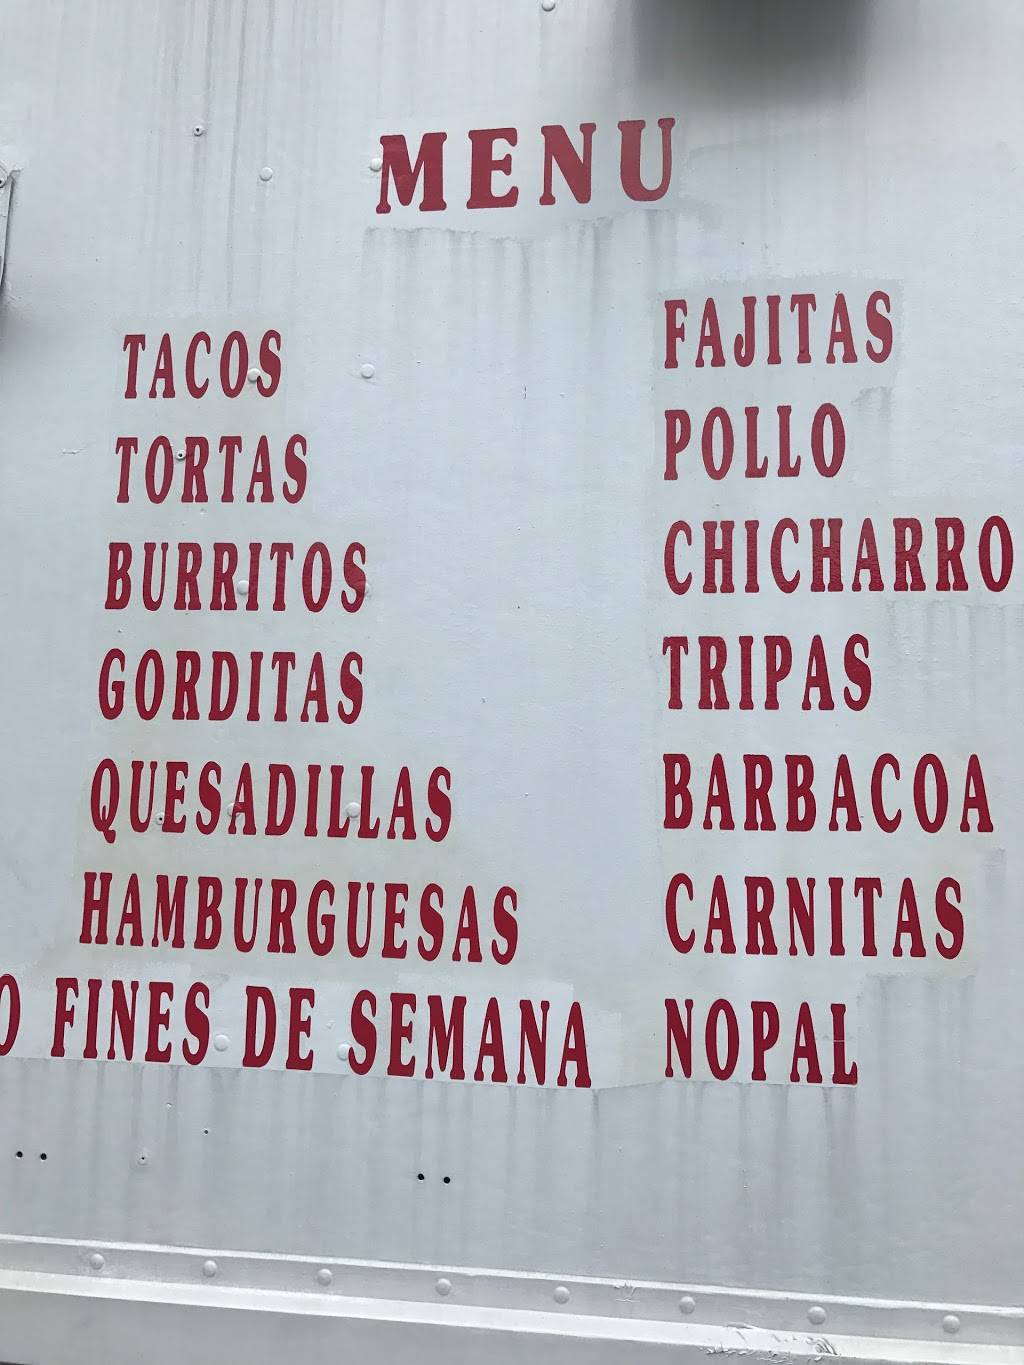 MENU
TACOS
TORTAS
BURRITOS
GORDITAS
QUESADILLAS
HAMBURGUESAS
O FINES DE SEMANA
FAJITAS
POLLO
CHICHARRO
TRIPAS
BARBACOA
CARNITAS
NOPAL